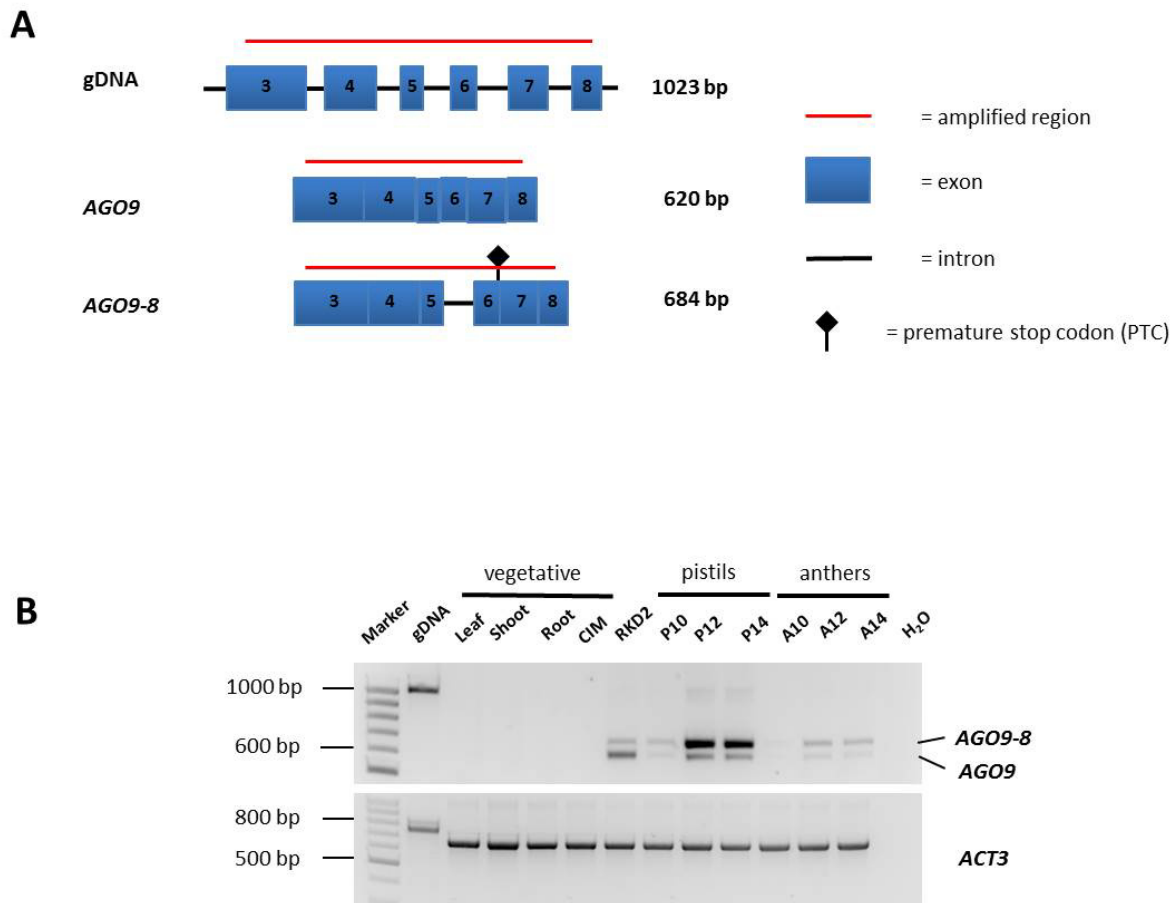 A
gDNA
3 4 5 6 7 8
1023 bp
= amplified region
AGO9
3 4 5 6 7 8
620 bp
= exon
AGO9-8
3 4 5 6 7 8
684 bp
= intron
= premature stop codon (PTC)
B
vegetative pistils anthers
Marker gDNA Leaf Shoot Root CIM RKD2 P10 P12 P14 A10 A12 A14 H₂O
1000 bp
600 bp
AGO9-8
AGO9
800 bp
500 bp
ACT3